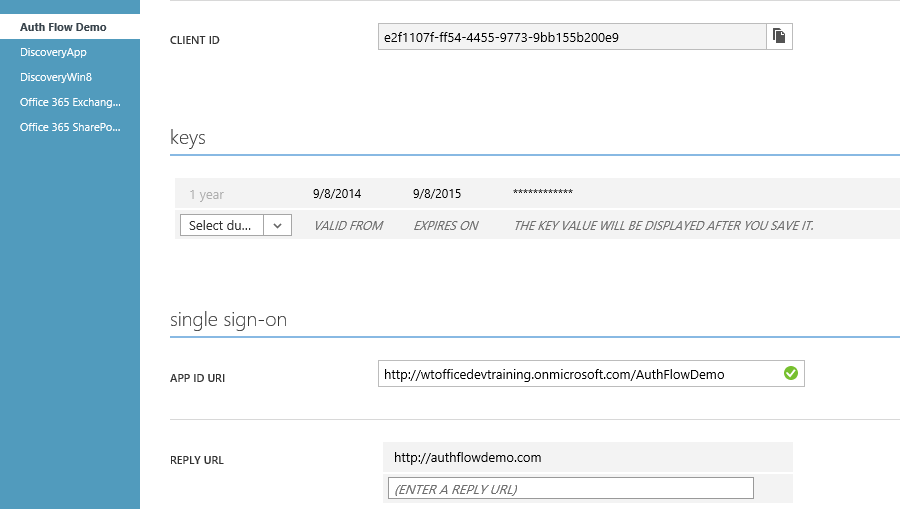 Auth Flow Demo
DiscoveryApp
DiscoveryWin8
Office 365 Exchang...
Office 365 SharePo...
CLIENT ID
e2f1107f-ff54-4455-9773-9bb155b200e9
keys
1 year 9/8/2014 9/8/2015 ************
Select du... VALID FROM EXPIRES ON THE KEY VALUE WILL BE DISPLAYED AFTER YOU SAVE IT.
single sign-on
APP ID URI
http://wtofficedevtraining.onmicrosoft.com/AuthFlowDemo
REPLY URL
http://authflowdemo.com
(ENTER A REPLY URL)